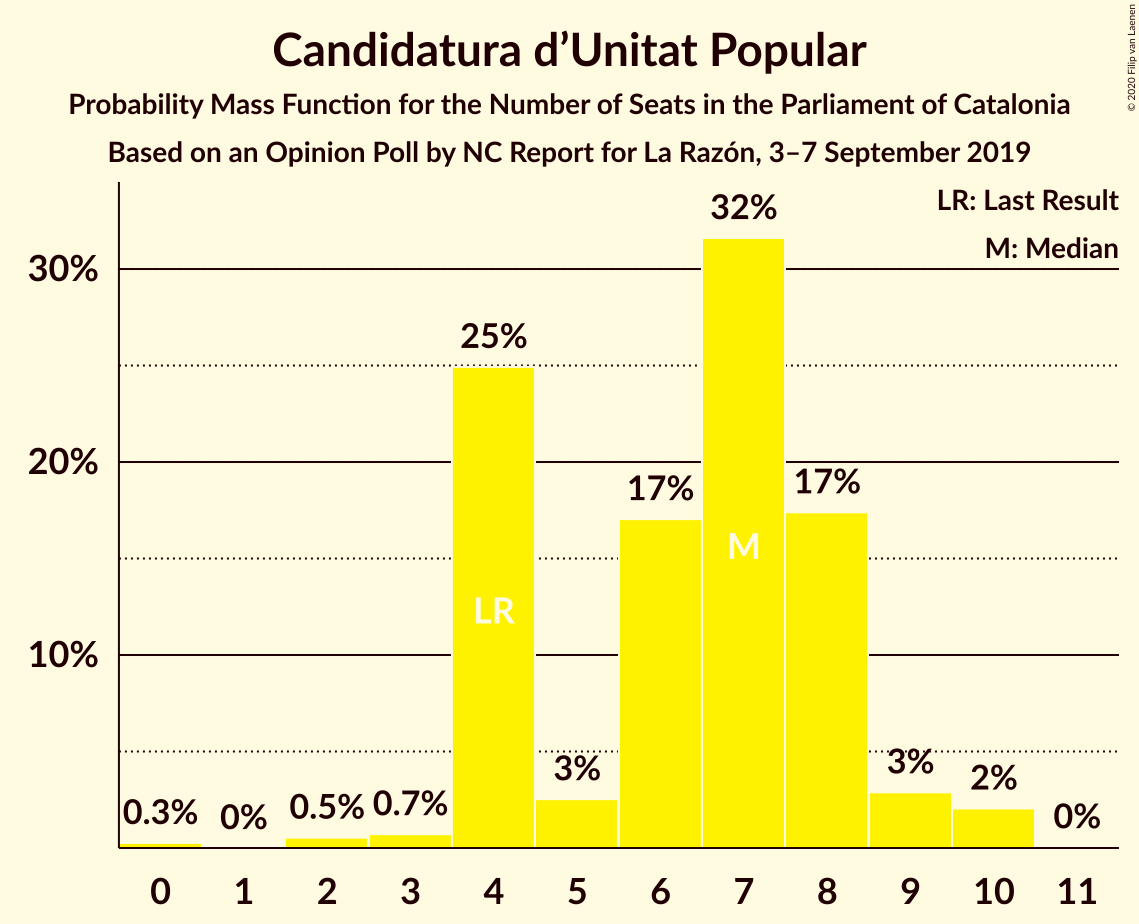 Candidatura d’Unitat Popular
Probability Mass Function for the Number of Seats in the Parliament of Catalonia
Based on an Opinion Poll by NC Report for La Razón, 3–7 September 2019
© 2020 Filip van Laenen
LR: Last Result
M: Median
30%
20%
10%
0.3%
0%
0.5%
0.7%
25%
3%
17%
32%
17%
3%
2%
0%
LR
M
0 1 2 3 4 5 6 7 8 9 10 11